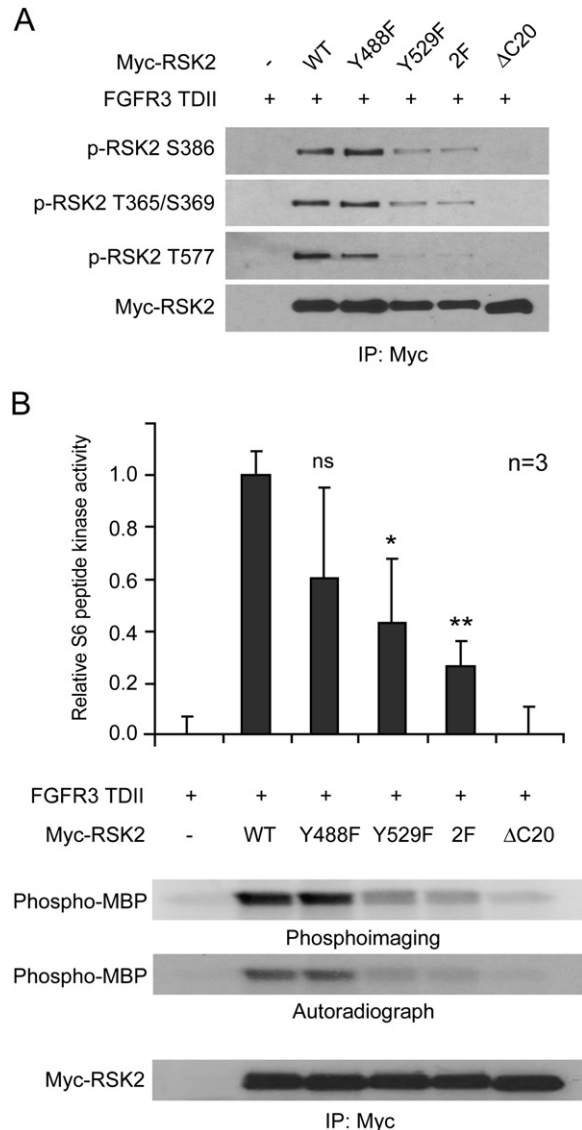 A
Myc-RSK2 - WT Y488F Y529F 2F ΔC20
FGFR3 TDII + + + + + +
p-RSK2 S386
p-RSK2 T365/S369
p-RSK2 T577
Myc-RSK2
IP: Myc
B
Relative S6 peptide kinase activity
n=3
ns
*
**
1.0
0.8
0.6
0.4
0.2
0.0
FGFR3 TDII + + + + + +
Myc-RSK2 - WT Y488F Y529F 2F ΔC20
Phospho-MBP
Phosphoimaging
Phospho-MBP
Autoradiograph
Myc-RSK2
IP: Myc